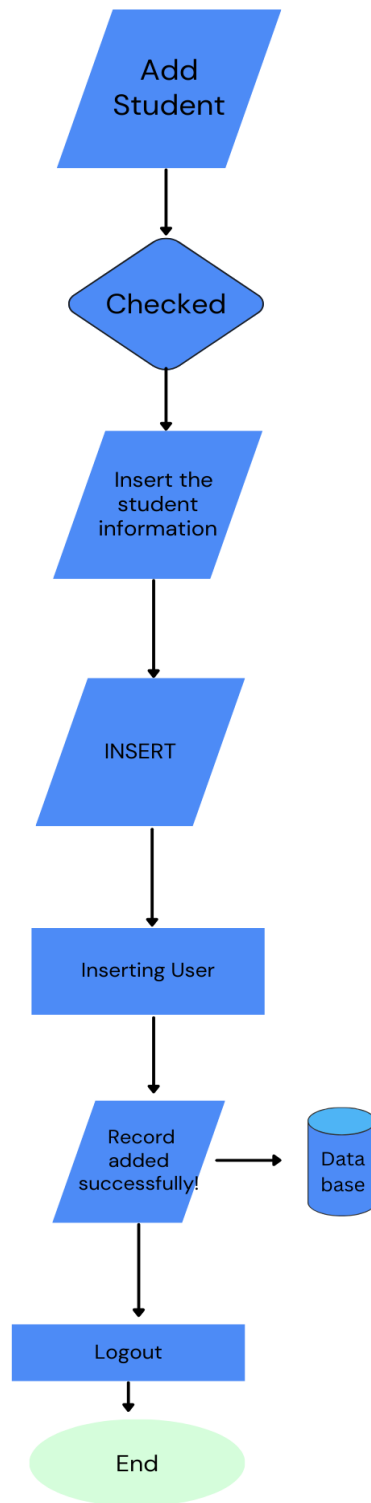 Add
Student
Checked
Insert the
student
information
INSERT
Inserting User
Record
added
successfully!
Data
base
Logout
End